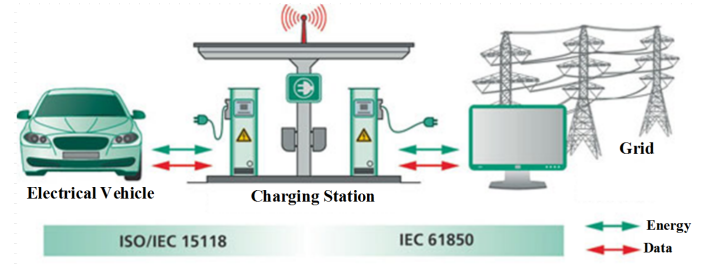 Grid
Electrical Vehicle
Charging Station
Energy
Data
ISO/IEC 15118
IEC 61850